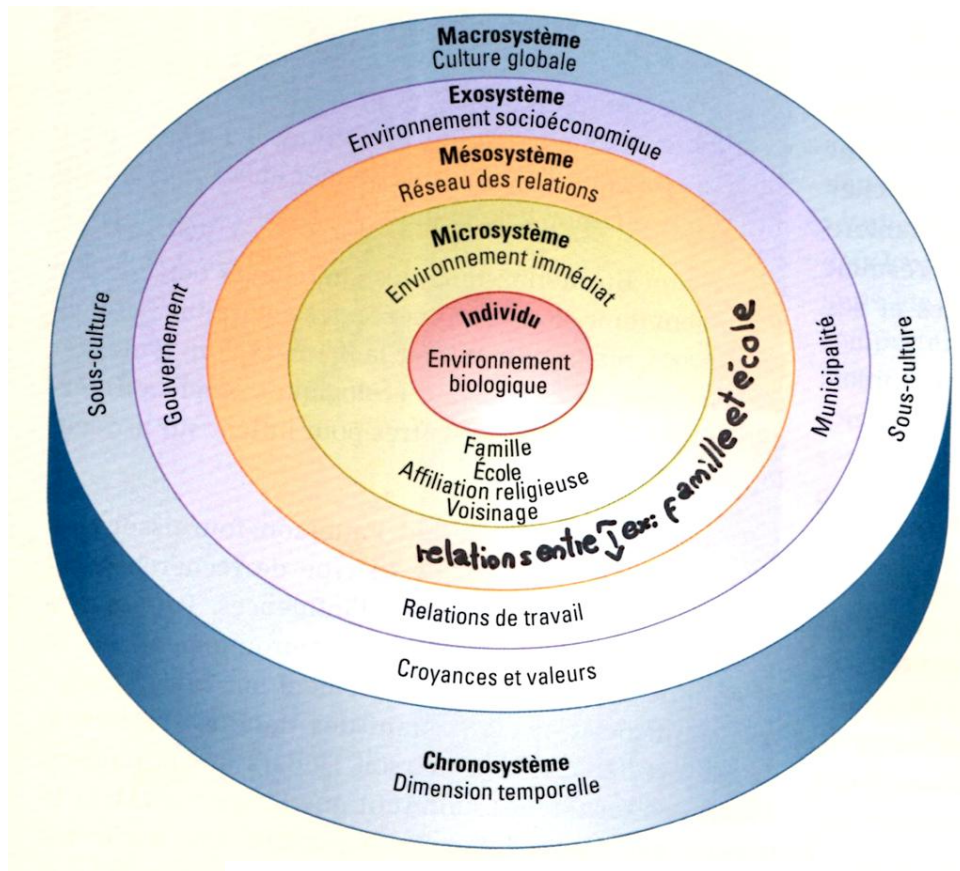 Macrosystème
Culture globale
Exosystème
Environnement socioéconomique
Mésosystème
Réseau des relations
Microsystème
Environnement immédiat
Individu
Environnement
biologique
Sous-culture
Gouvernement
Municipalité
Sous-culture
Famille
École
Affiliation religieuse
Voisinage
relations entre ex: famille et école
Relations de travail
Croyances et valeurs
Chronosystème
Dimension temporelle